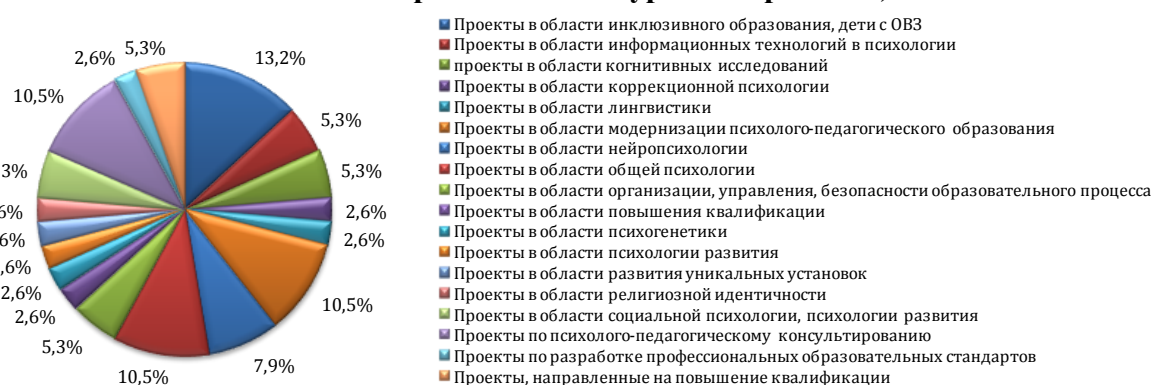 2,6%
5,3%
13,2%
10,5%
5,3%
5,3%
2,6%
2,6%
10,5%
7,9%
10,5%
5,3%
2,6%
2,6%
,6%
6%
6%
3%
Проекты в области инклюзивного образования, дети с ОВЗ
Проекты в области информационных технологий в психологии
проекты в области когнитивных исследований
Проекты в области коррекционной психологии
Проекты в области лингвистики
Проекты в области модернизации психолого-педагогического образования
Проекты в области нейропсихологии
Проекты в области общей психологии
Проекты в области организации, управления, безопасности образовательного процесса
Проекты в области повышения квалификации
Проекты в области психогенетики
Проекты в области психологии развития
Проекты в области развития уникальных установок
Проекты в области религиозной идентичности
Проекты в области социальной психологии, психологии развития
Проекты по психолого-педагогическому консультированию
Проекты по разработке профессиональных образовательных стандартов
Проекты, направленные на повышение квалификации